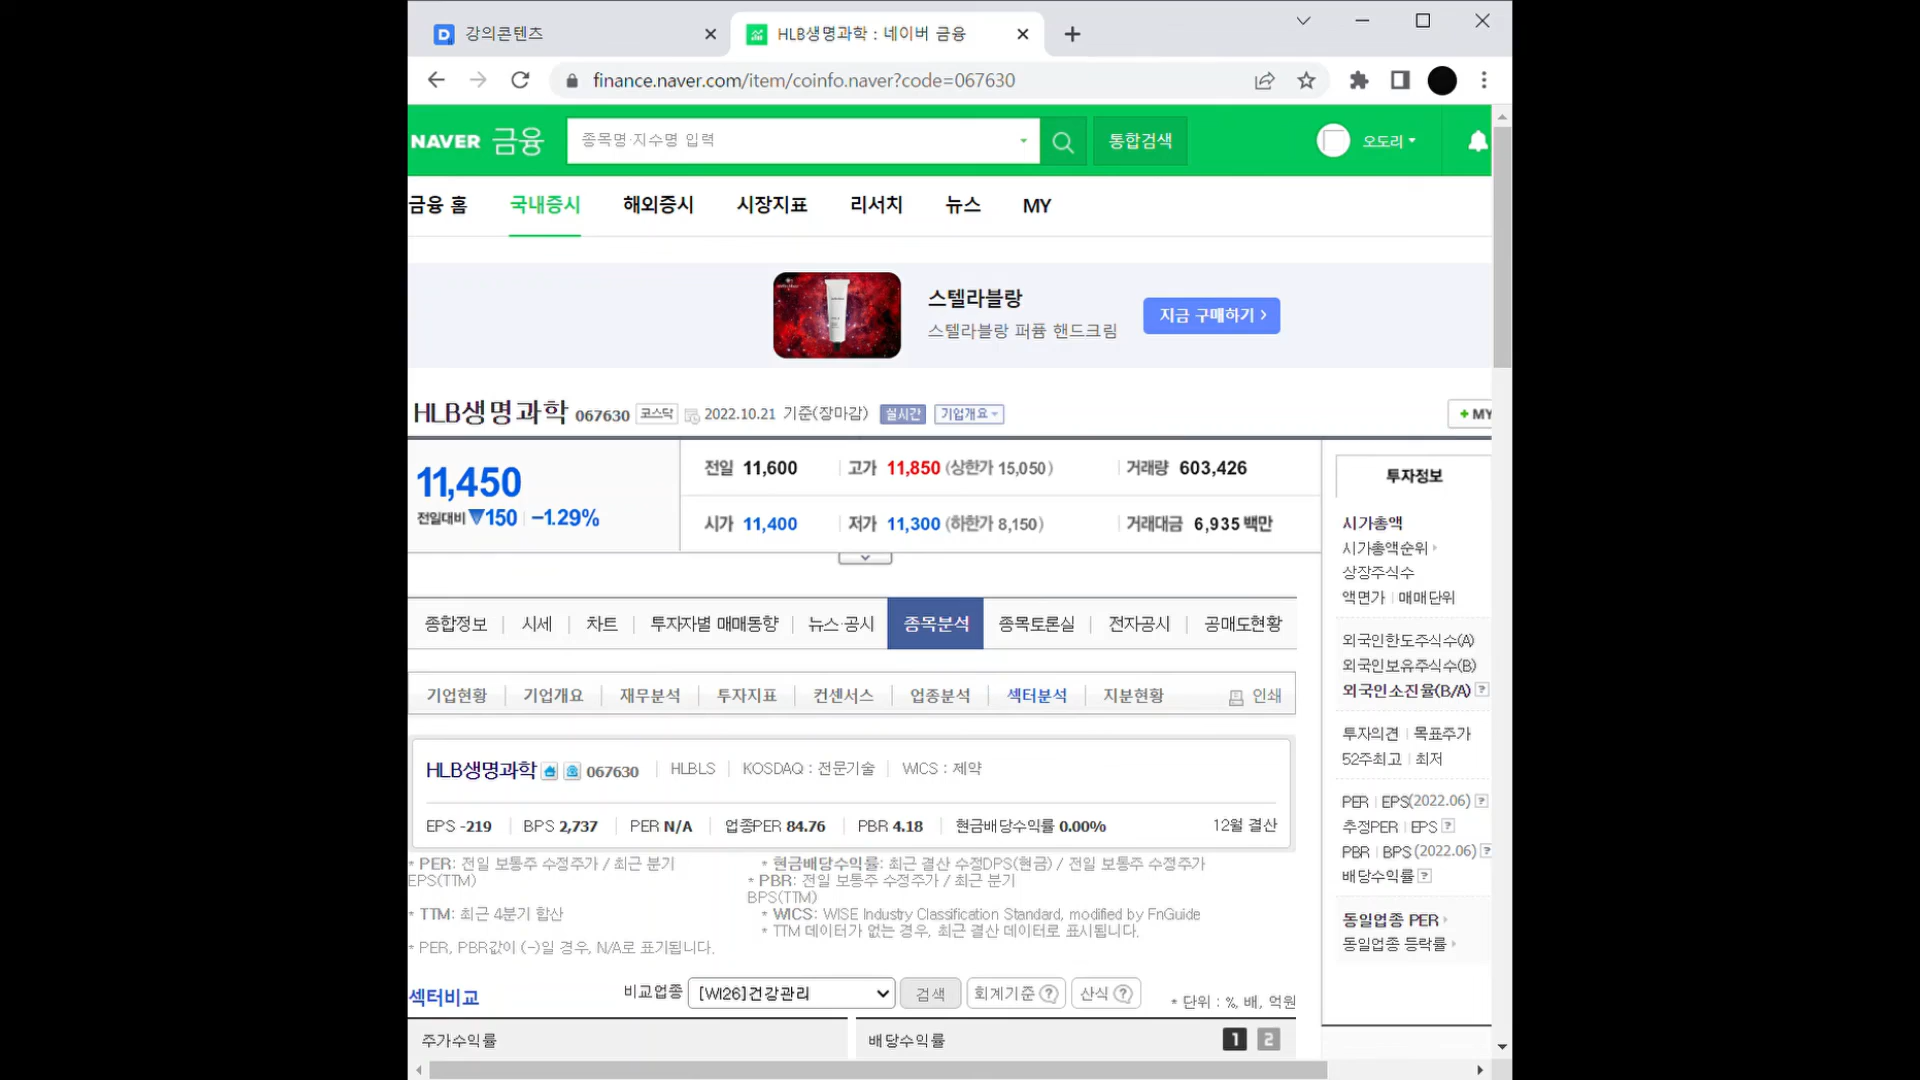 강의콘텐츠
HLB생명과학 : 네이버 금융
finance.naver.com/item/coinfo.naver?code=067630
NAVER 금융
종목명·지수명 입력
통합검색
오도리
금융 홈 국내증시 해외증시 시장지표 리서치 뉴스 MY
스텔라블랑
스텔라블랑 퍼퓸 핸드크림
지금 구매하기 >
HLB생명과학 067630 코스닥 2022.10.21 기준(장마감) 실시간 기업개요
+ MY
11,450
전일대비 ▼150 -1.29%
전일 11,600 고가 11,850 (상한가 15,050) 거래량 603,426
시가 11,400 저가 11,300 (하한가 8,150) 거래대금 6,935 백만
종합정보 시세 차트 투자자별 매매동향 뉴스·공시 종목분석 종목토론실 전자공시 공매도현황
기업현황 기업개요 재무분석 투자지표 컨센서스 업종분석 섹터분석 지분현황 인쇄
HLB생명과학 067630 HLBLS KOSDAQ : 전문기술 WICS : 제약
EPS -219 BPS 2,737 PER N/A 업종PER 84.76 PBR 4.18 현금배당수익률 0.00% 12월 결산
* PER: 전일 보통주 수정주가 / 최근 분기
EPS(TTM)
* 현금배당수익률: 최근 결산 수정DPS(현금) / 전일 보통주 수정주가
* PBR: 전일 보통주 수정주가 / 최근 분기
BPS(TTM)
* TTM: 최근 4분기 합산
* WICS: WISE Industry Classification Standard, modified by FnGuide
* TTM 데이터가 없는 경우, 최근 결산 데이터로 표시됩니다.
* PER, PBR값이 (-)일 경우, N/A로 표기됩니다.
섹터비교
비교업종 [WI26]건강관리 검색 회계기준 ? 산식 ?
* 단위 : %, 배, 억원
주가수익률
배당수익률 1 2
투자정보
시가총액
시가총액순위
상장주식수
액면가 매매단위
외국인한도주식수(A)
외국인보유주식수(B)
외국인소진율(B/A) ?
투자의견 목표주가
52주최고 최저
PER EPS(2022.06) ?
추정PER EPS ?
PBR BPS (2022.06) ?
배당수익률 ?
동일업종 PER
동일업종 등락률